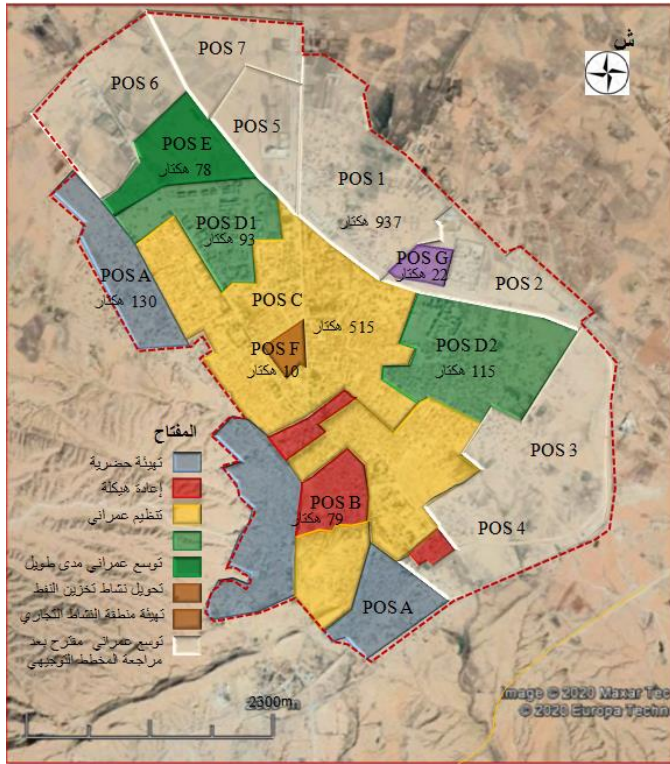 POS 7
ش
POS 6
POS 5
POS E
78 هكتار
POS 1
937 هكتار
POS D1
93 هكتار
POS G
22 هكتار
POS A
130 هكتار
POS 2
POS C
515 هكتار
POS F
10 هكتار
POS D2
115 هكتار
POS 3
المفتاح
تهيئة حضرية
إعادة هيكلة
تنظيم عمراني
توسع عمراني مدى طويل
تحويل نشاط تخزين النفط
تهيئة منطقة النشاط التجاري
توسع عمراني مقترح بعد
مراجعة المخطط التوجيهي
POS B
79 هكتار
POS 4
POS A
2300m
Image © 2020 Maxar Tec
© 2020 Europa Techn